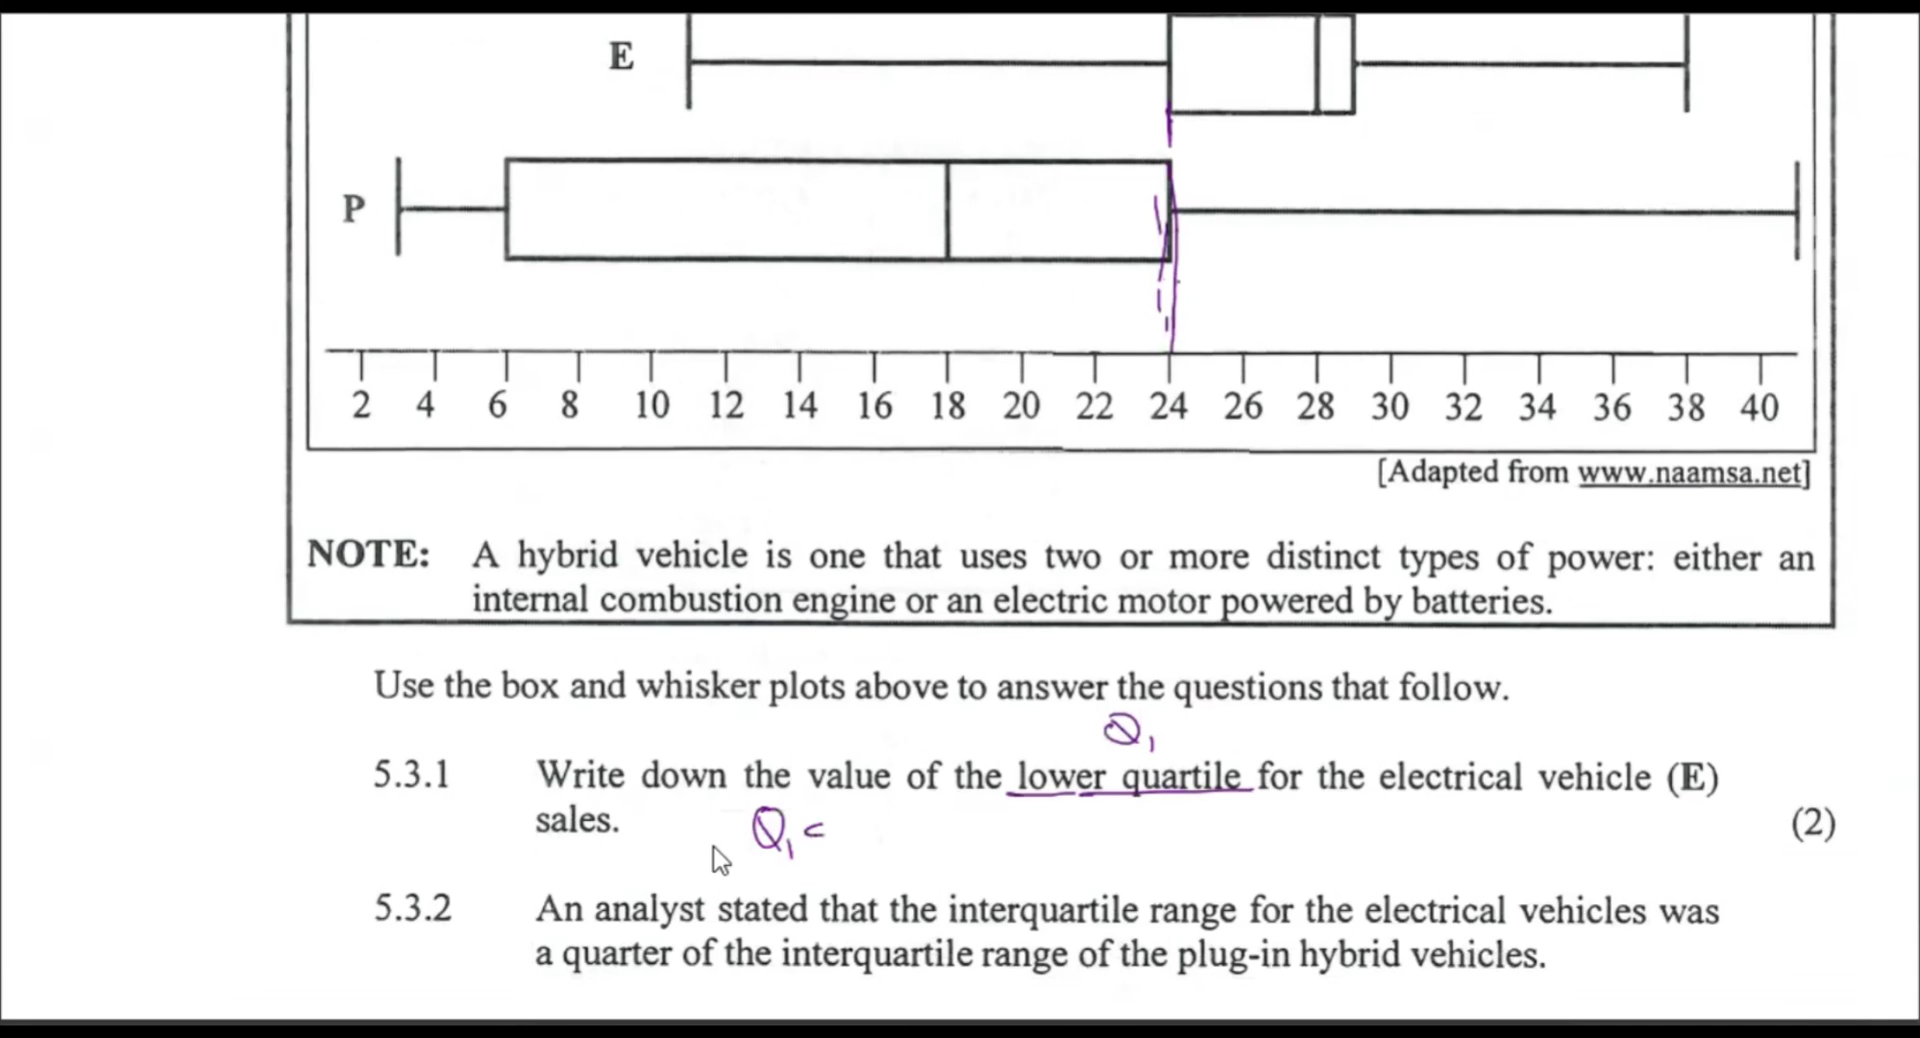 E
P
2 4 6 8 10 12 14 16 18 20 22 24 26 28 30 32 34 36 38 40
[Adapted from www.naamsa.net]
NOTE: A hybrid vehicle is one that uses two or more distinct types of power: either an
internal combustion engine or an electric motor powered by batteries.
Use the box and whisker plots above to answer the questions that follow.
Q1
5.3.1 Write down the value of the lower quartile for the electrical vehicle (E)
sales. (2)
Q1 =
5.3.2 An analyst stated that the interquartile range for the electrical vehicles was
a quarter of the interquartile range of the plug-in hybrid vehicles.